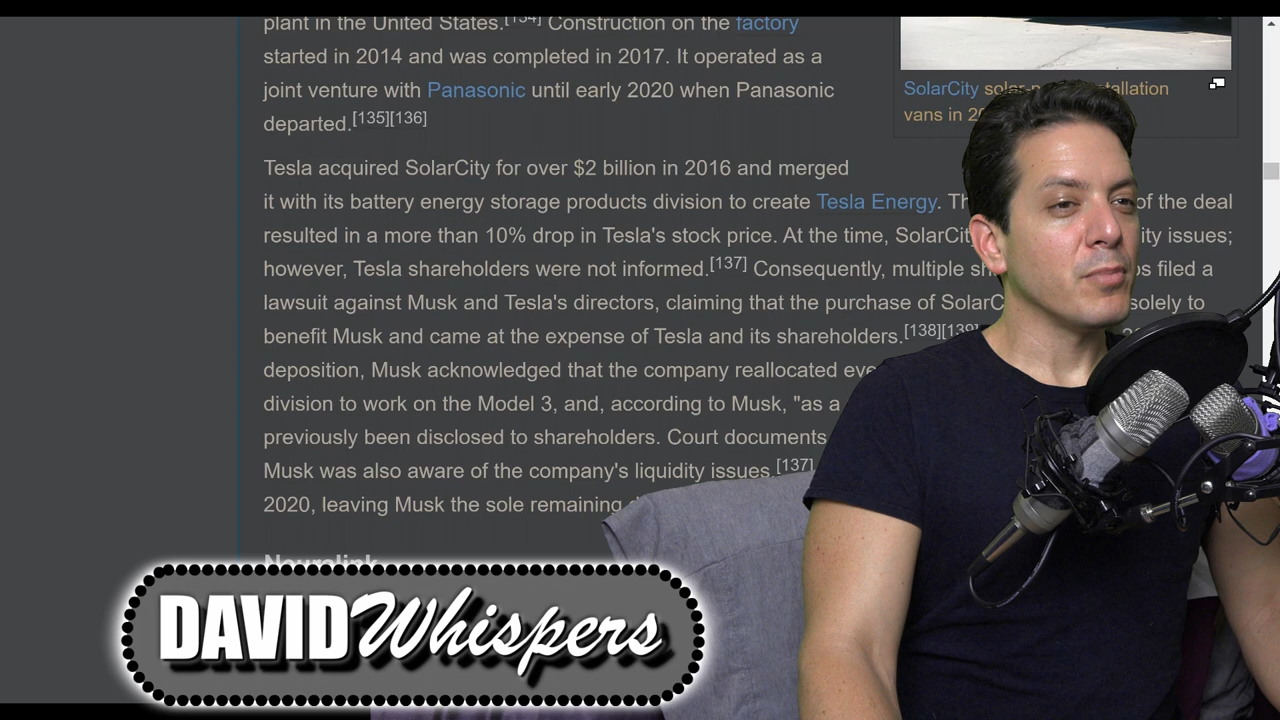 plant in the United States.[134] Construction on the factory
started in 2014 and was completed in 2017. It operated as a
joint venture with Panasonic until early 2020 when Panasonic
departed.[135][136]
SolarCity
vans in
Tesla acquired SolarCity for over $2 billion in 2016 and merged
it with its battery energy storage products division to create Tesla Energy. of the deal
resulted in a more than 10% drop in Tesla's stock price. At the time, issues;
however, Tesla shareholders were not informed.[137] Consequently, multiple filed a
lawsuit against Musk and Tesla's directors, claiming that the purchase of solely to
benefit Musk and came at the expense of Tesla and its shareholders.[138][139]
deposition, Musk acknowledged that the company reallocated
division to work on the Model 3, and, according to Musk, "as a
previously been disclosed to shareholders. Court documents
Musk was also aware of the company's liquidity issues.[137]
2020, leaving Musk the sole remaining
Neuralink
DAVID Whispers